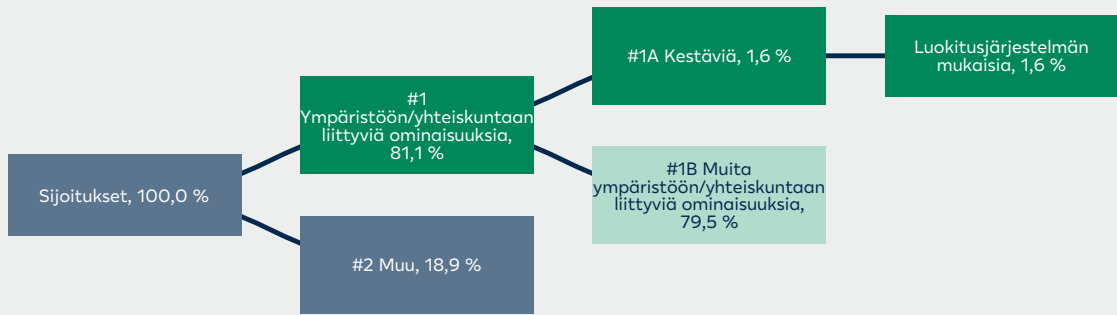 Sijoitukset, 100,0 %
#1
Ympäristöön/yhteiskuntaan
liittyviä ominaisuuksia,
81,1 %
#2 Muu, 18,9 %
#1A Kestäviä, 1,6 %
#1B Muita
ympäristöön/yhteiskuntaan
liittyviä ominaisuuksia,
79,5 %
Luokitusjärjestelmän
mukaisia, 1,6 %